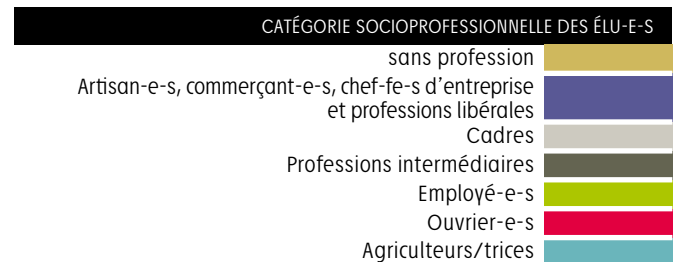 CATÉGORIE SOCIOPROFESSIONNELLE DES ÉLU-E-S
sans profession
Artisan-e-s, commerçant-e-s, chef-fe-s d'entreprise
et professions libérales
Cadres
Professions intermédiaires
Employé-e-s
Ouvrier-e-s
Agriculteurs/trices